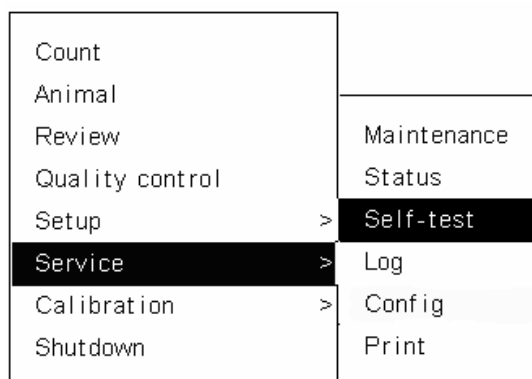 Count
Animal
Review
Quality control
Setup >
Service >
Calibration >
Shutdown
Maintenance
Status
Self-test
Log
Config
Print